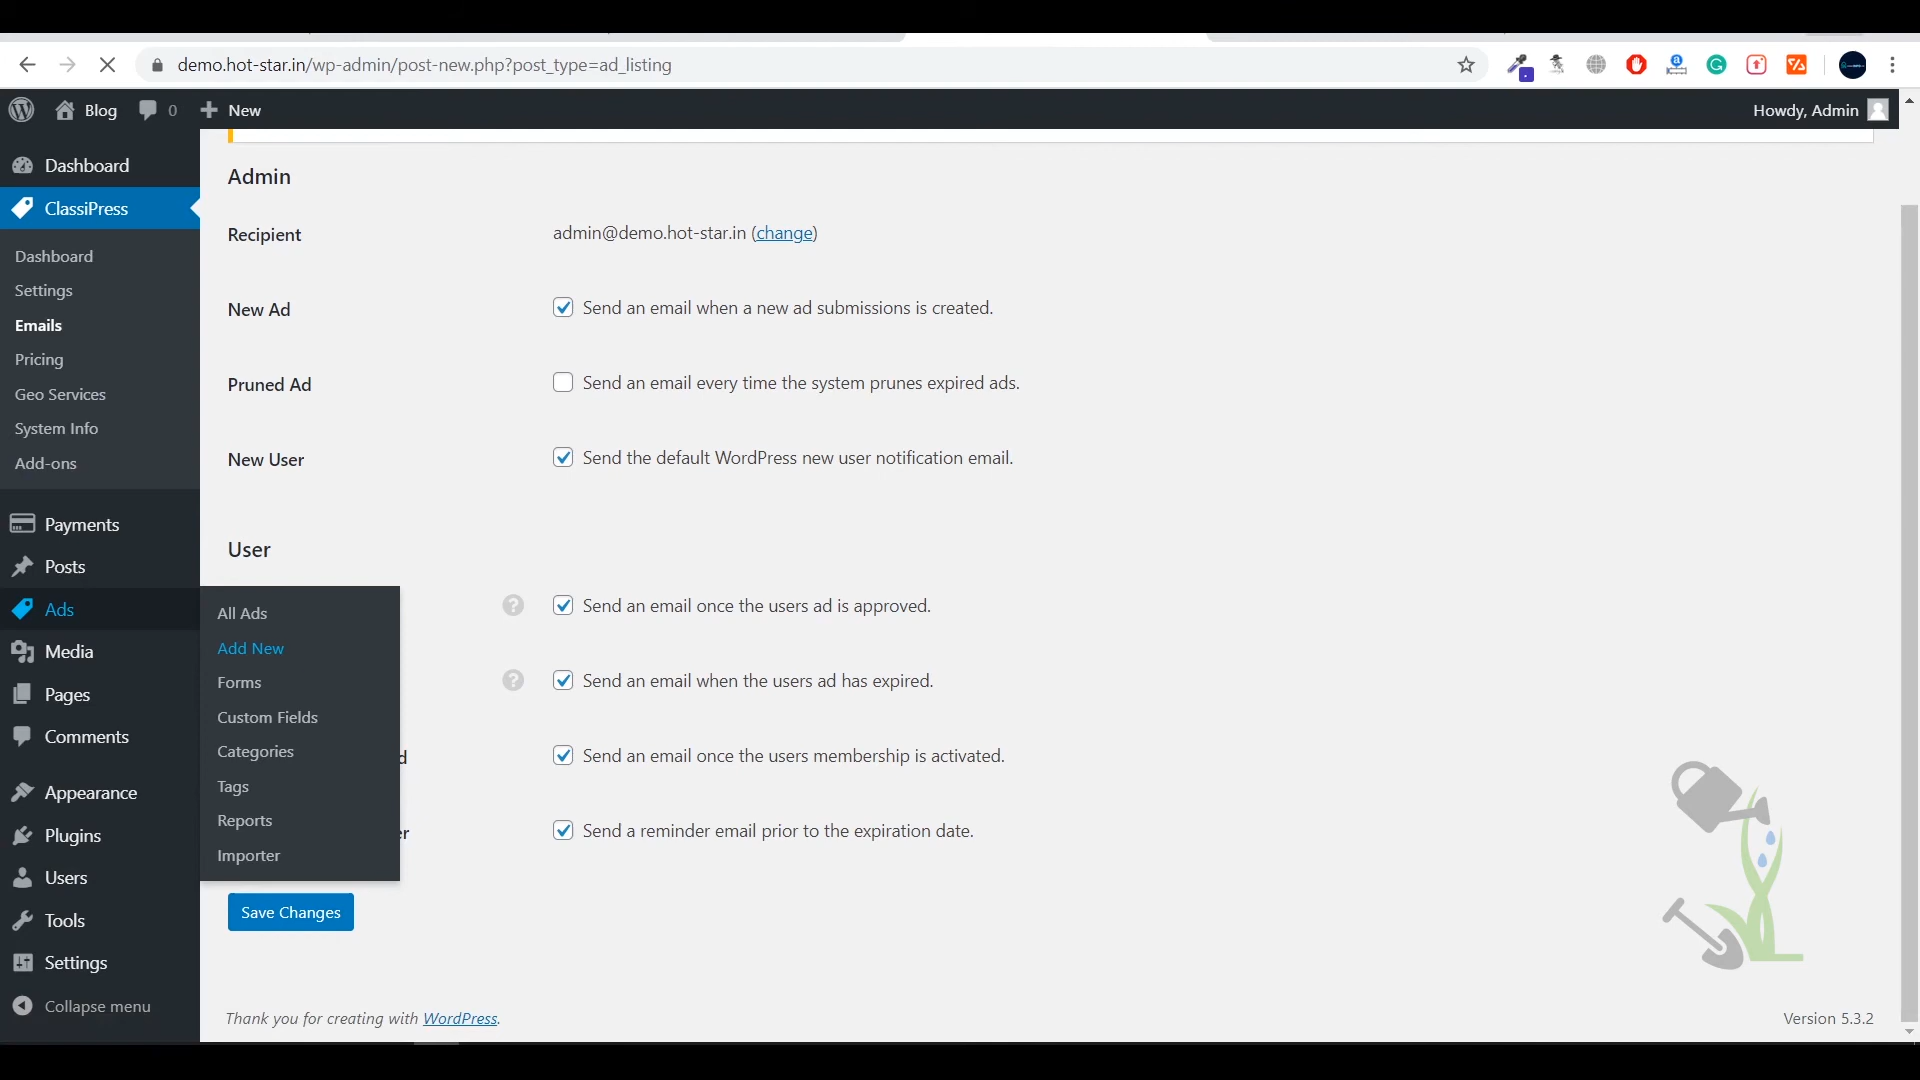 demo.hot-star.in/wp-admin/post-new.php?post_type=ad_listing
Blog
0
New
Howdy, Admin
Dashboard
ClassiPress
Dashboard
Settings
Emails
Pricing
Geo Services
System Info
Add-ons
Payments
Posts
Ads
Media
Pages
Comments
Appearance
Plugins
Users
Tools
Settings
Collapse menu
All Ads
Add New
Forms
Custom Fields
Categories
Tags
Reports
Importer
Admin
Recipient
admin@demo.hot-star.in (change)
New Ad
Send an email when a new ad submissions is created.
Pruned Ad
Send an email every time the system prunes expired ads.
New User
Send the default WordPress new user notification email.
User
? Send an email once the users ad is approved.
? Send an email when the users ad has expired.
d Send an email once the users membership is activated.
er Send a reminder email prior to the expiration date.
Save Changes
Thank you for creating with WordPress.
Version 5.3.2